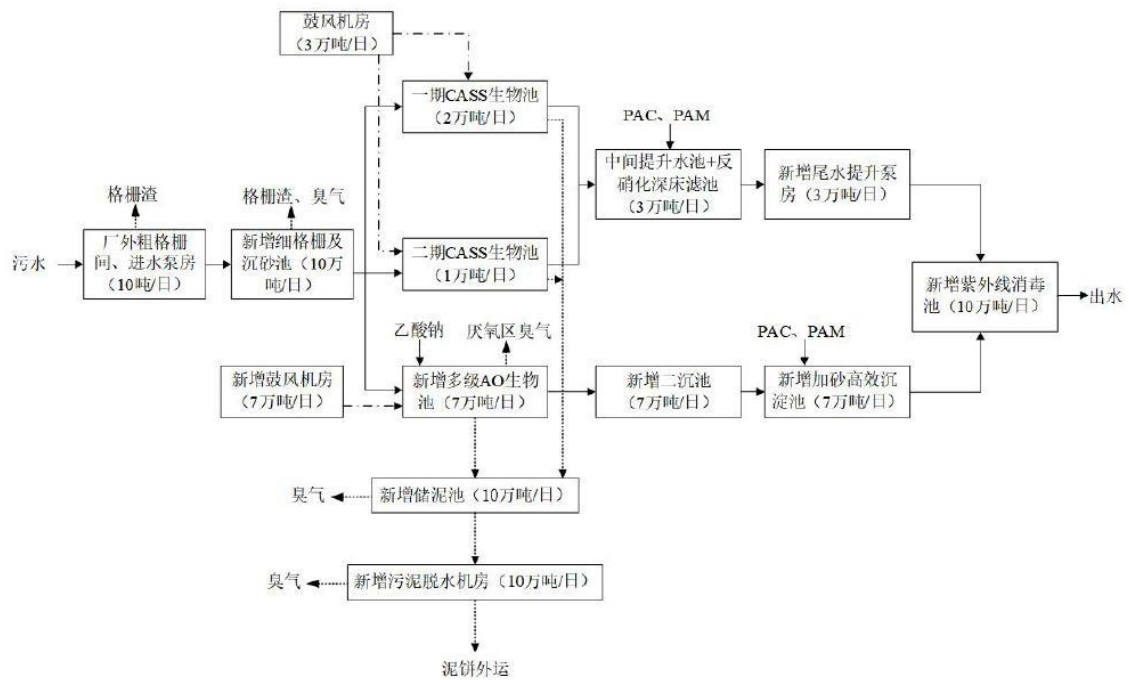 鼓风机房
（3万吨/日）
一期CASS生物池
（2万吨/日）
PAC、PAM
中间提升水池+反
硝化深床滤池
（3万吨/日）
新增尾水提升泵
房（3万吨/日）
格栅渣
格栅渣、臭气
污水
厂外粗格栅
间、进水泵房
（10吨/日）
新增细格栅及
沉砂池（10万
吨/日）
二期CASS生物池
（1万吨/日）
新增紫外线消毒
池（10万吨/日）
出水
乙酸钠
厌氧区臭气
PAC、PAM
新增鼓风机房
（7万吨/日）
新增多级AO生物
池（7万吨/日）
新增二沉池
（7万吨/日）
新增加砂高效沉
淀池（7万吨/日）
臭气
新增储泥池（10万吨/日）
臭气
新增污泥脱水机房（10万吨/日）
泥饼外运